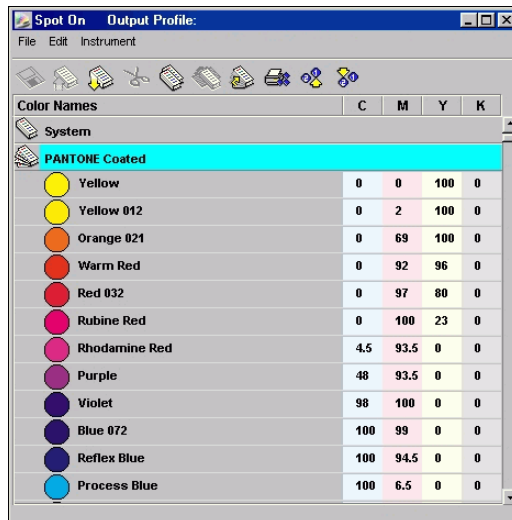 Spot On Output Profile:
File Edit Instrument
Color Names C M Y K
System
PANTONE Coated
Yellow 0 0 100 0
Yellow 012 0 2 100 0
Orange 021 0 69 100 0
Warm Red 0 92 96 0
Red 032 0 97 80 0
Rubine Red 0 100 23 0
Rhodamine Red 4.5 93.5 0 0
Purple 48 93.5 0 0
Violet 98 100 0 0
Blue 072 100 99 0 0
Reflex Blue 100 94.5 0 0
Process Blue 100 6.5 0 0